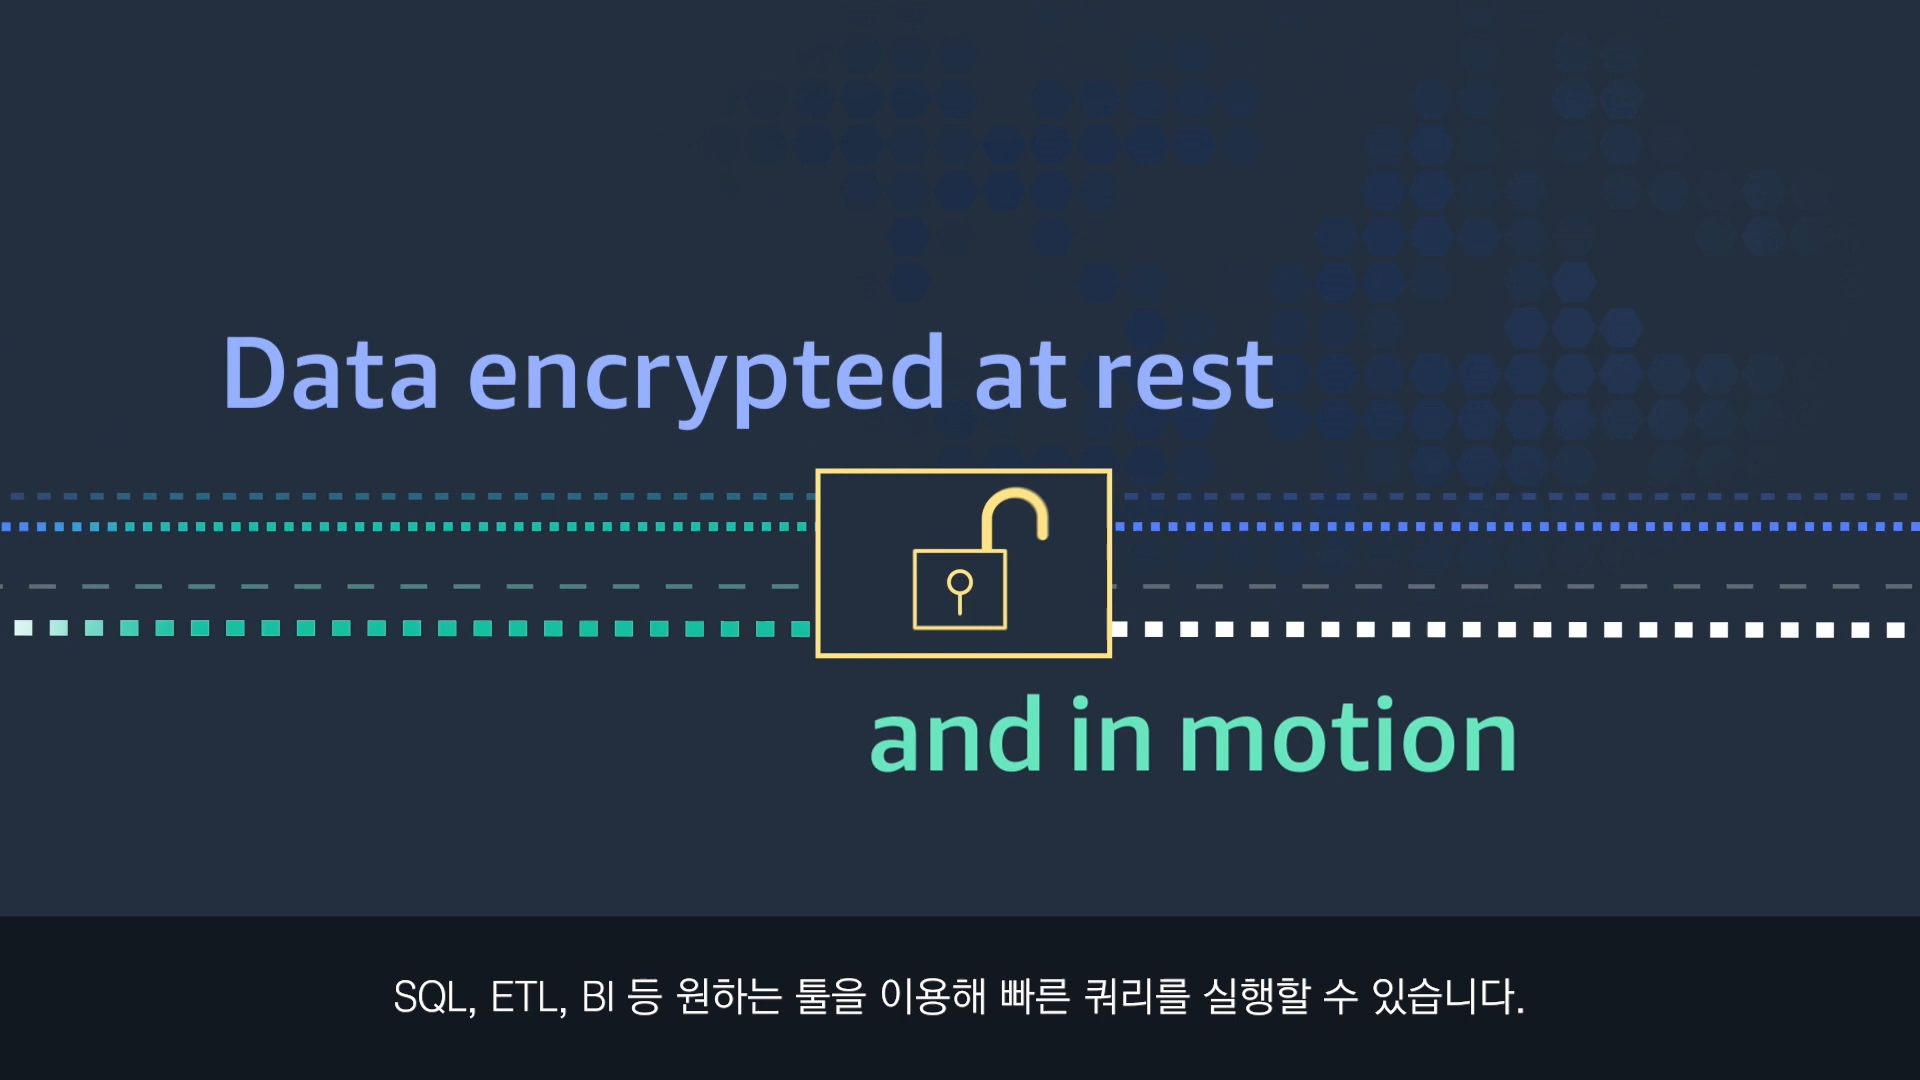 Data encrypted at rest
and in motion
SQL, ETL, BI 등 원하는 툴을 이용해 빠른 쿼리를 실행할 수 있습니다.